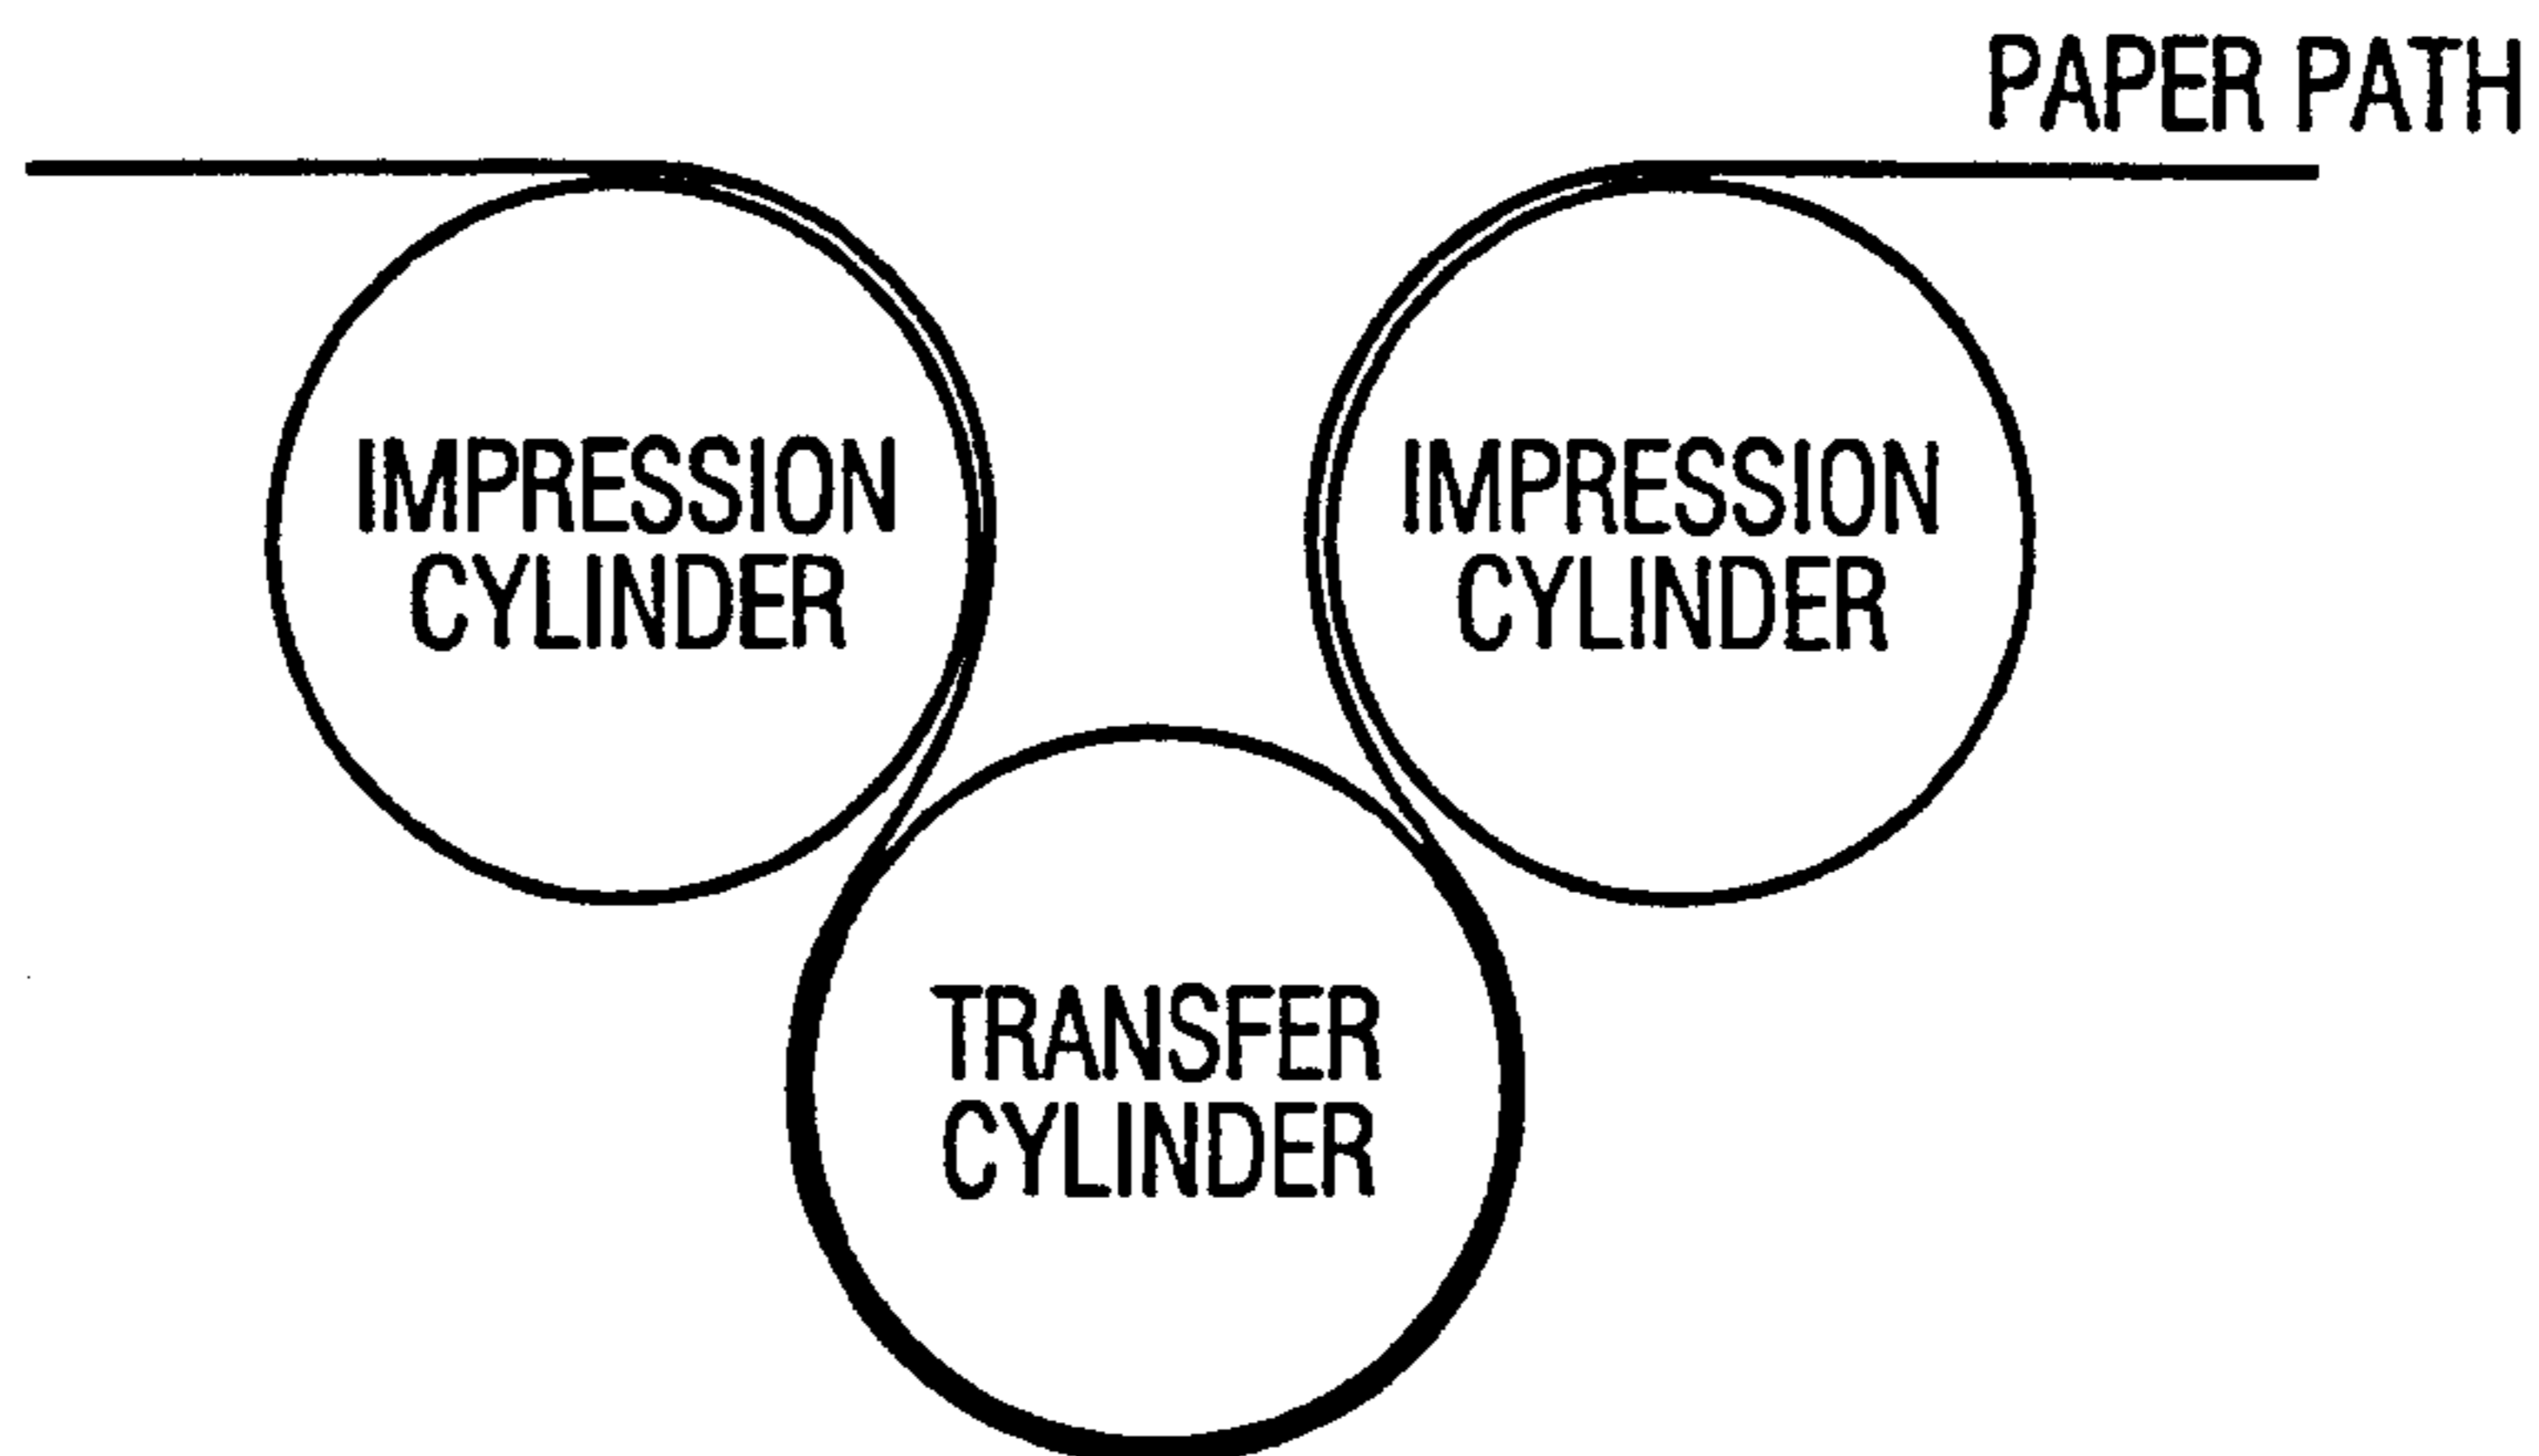 PAPER PATH
IMPRESSION
CYLINDER
IMPRESSION
CYLINDER
TRANSFER
CYLINDER